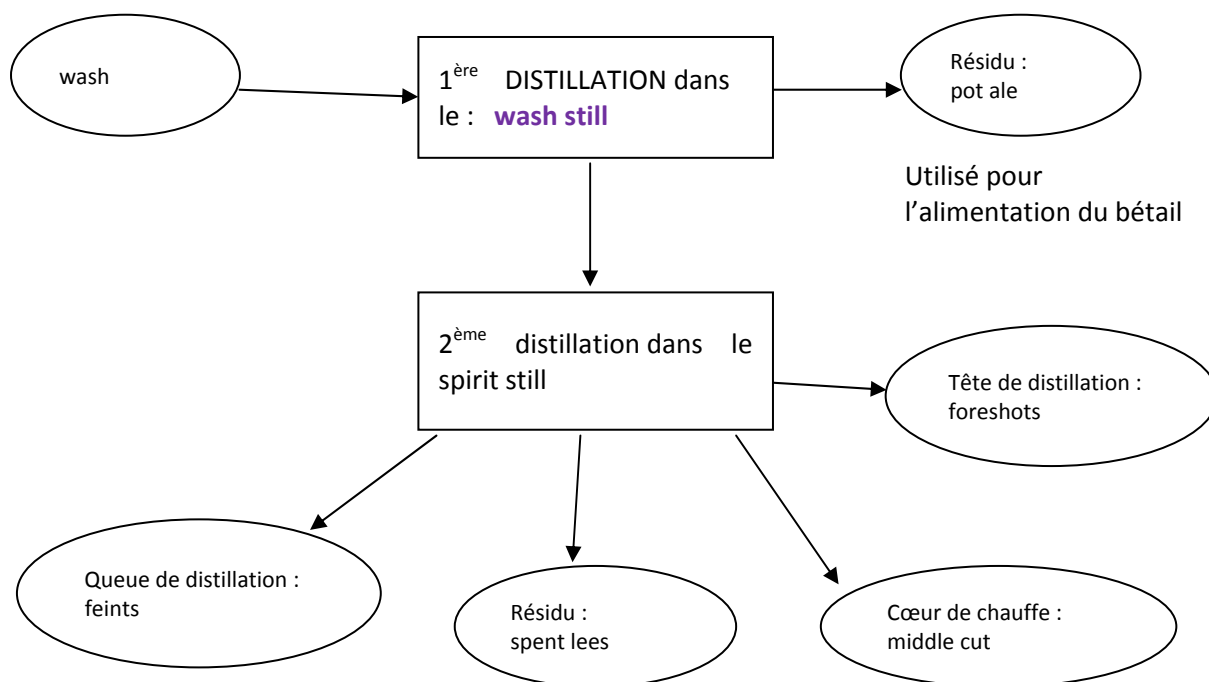 wash
1ère DISTILLATION dans
le : wash still
Résidu :
pot ale
Utilisé pour
l’alimentation du bétail
2ème distillation dans le
spirit still
Tête de distillation :
foreshots
Queue de distillation :
feints
Résidu :
spent lees
Cœur de chauffe :
middle cut